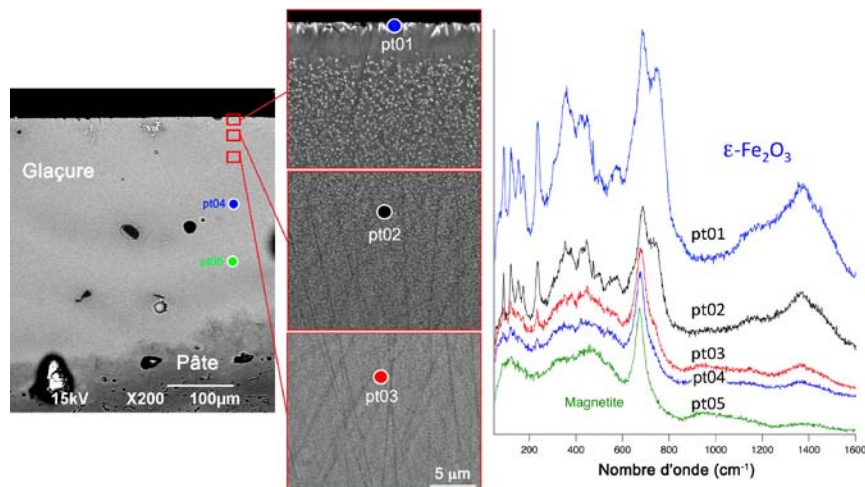 Glaçure
pt04
pt05
Pâte
15kV
X200
100µm
pt01
pt02
pt03
5 µm
ε-Fe₂O₃
pt01
pt02
pt03
pt04
Magnetite
pt05
200 400 600 800 1000 1200 1400 1600
Nombre d'onde (cm⁻¹)